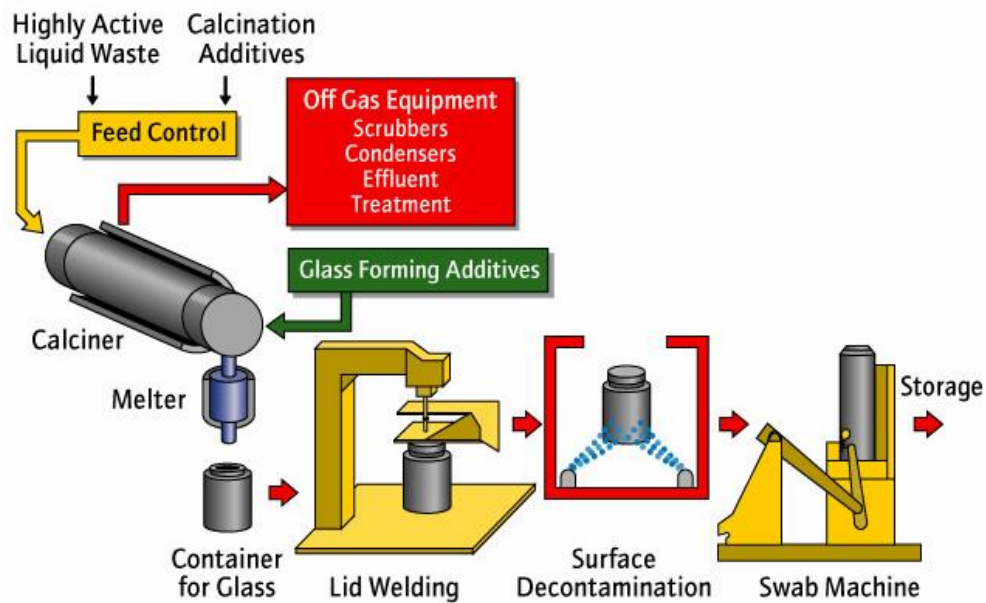 Highly Active
Liquid Waste
Calcination
Additives
Feed Control
Off Gas Equipment
Scrubbers
Condensers
Effluent
Treatment
Glass Forming Additives
Calciner
Melter
Storage
Container
for Glass
Lid Welding
Surface
Decontamination
Swab Machine